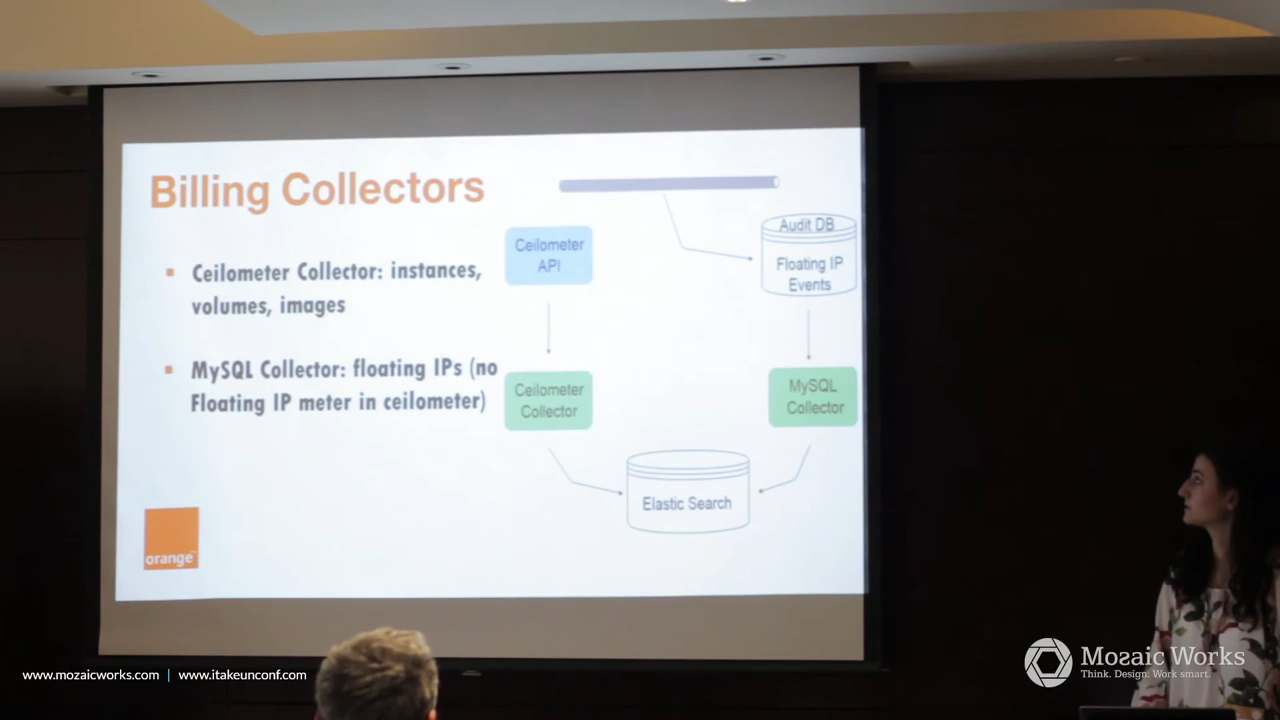 Billing Collectors
Ceilometer Collector: instances,
volumes, images
MySQL Collector: floating IPs (no
Floating IP meter in ceilometer)
Ceilometer
API
Audit DB
Floating IP
Events
Ceilometer
Collector
MySQL
Collector
Elastic Search
orange™
www.mozaicworks.com | www.itakeunconf.com
Mozaic Works
Think. Design. Work smart.